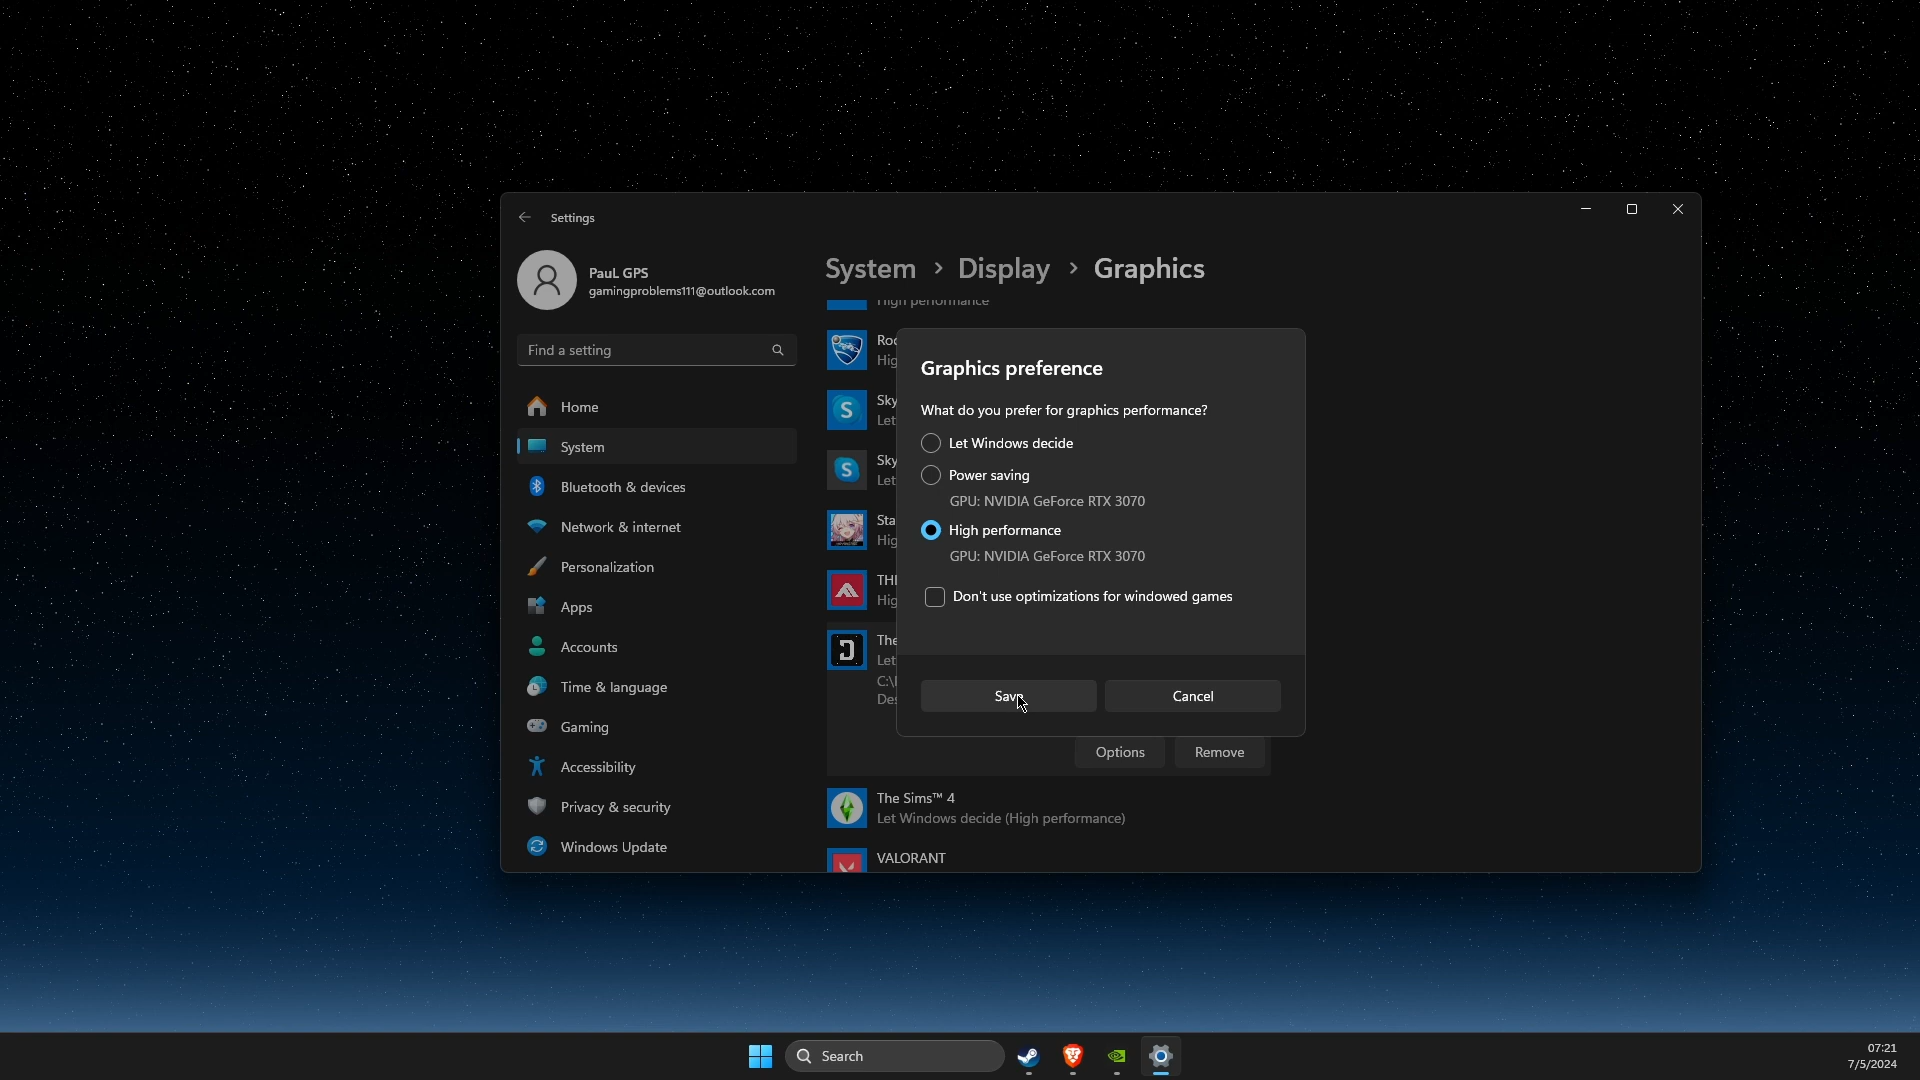 Settings
PauL GPS
gamingproblems111@outlook.com
Find a setting
Home
System
Bluetooth & devices
Network & internet
Personalization
Apps
Accounts
Time & language
Gaming
Accessibility
Privacy & security
Windows Update
System > Display > Graphics
High performance
Roc
Hig
Sky
Let
Sky
Let
Sta
Hig
THE
Hig
The
Let
C:\
Des
Graphics preference
What do you prefer for graphics performance?
Let Windows decide
Power saving
GPU: NVIDIA GeForce RTX 3070
High performance
GPU: NVIDIA GeForce RTX 3070
Don't use optimizations for windowed games
Save
Cancel
Options
Remove
The Sims™ 4
Let Windows decide (High performance)
VALORANT
Search
07:21
7/5/2024